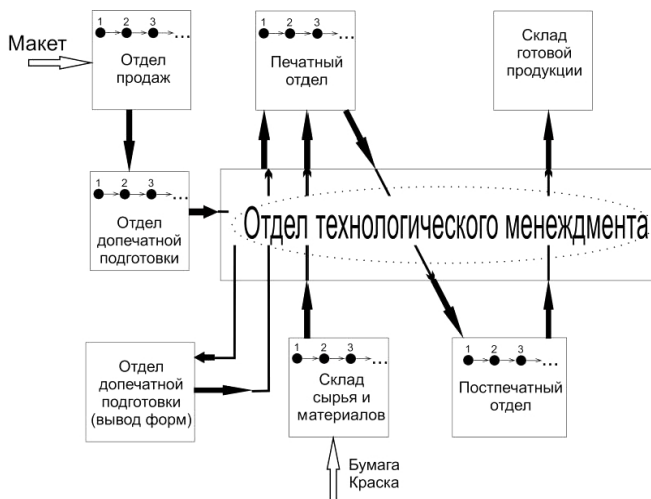 Макет
1 2 3
...
Отдел
продаж
1 2 3
...
Печатный
отдел
Склад
готовой
продукции
1 2 3
...
Отдел
допечатной
подготовки
Отдел технологического менеждмента
Отдел
допечатной
подготовки
(вывод форм)
1 2 3
...
Склад
сырья и
материалов
1 2 3
...
Постпечатный
отдел
Бумага
Краска